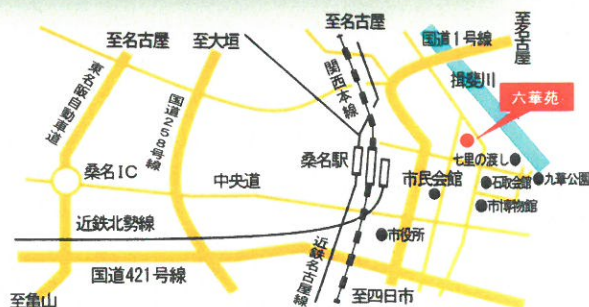 至名古屋
至大垣
至名古屋
国道1号線
至名古屋
揖斐川
東名阪自動車道
国道258号線
関西本線
六華苑
桑名IC
中央道
桑名駅
七里の渡し
市民会館
石取会館
九華公園
市博物館
近鉄北勢線
市役所
国道421号線
近鉄名古屋線
至亀山
至四日市